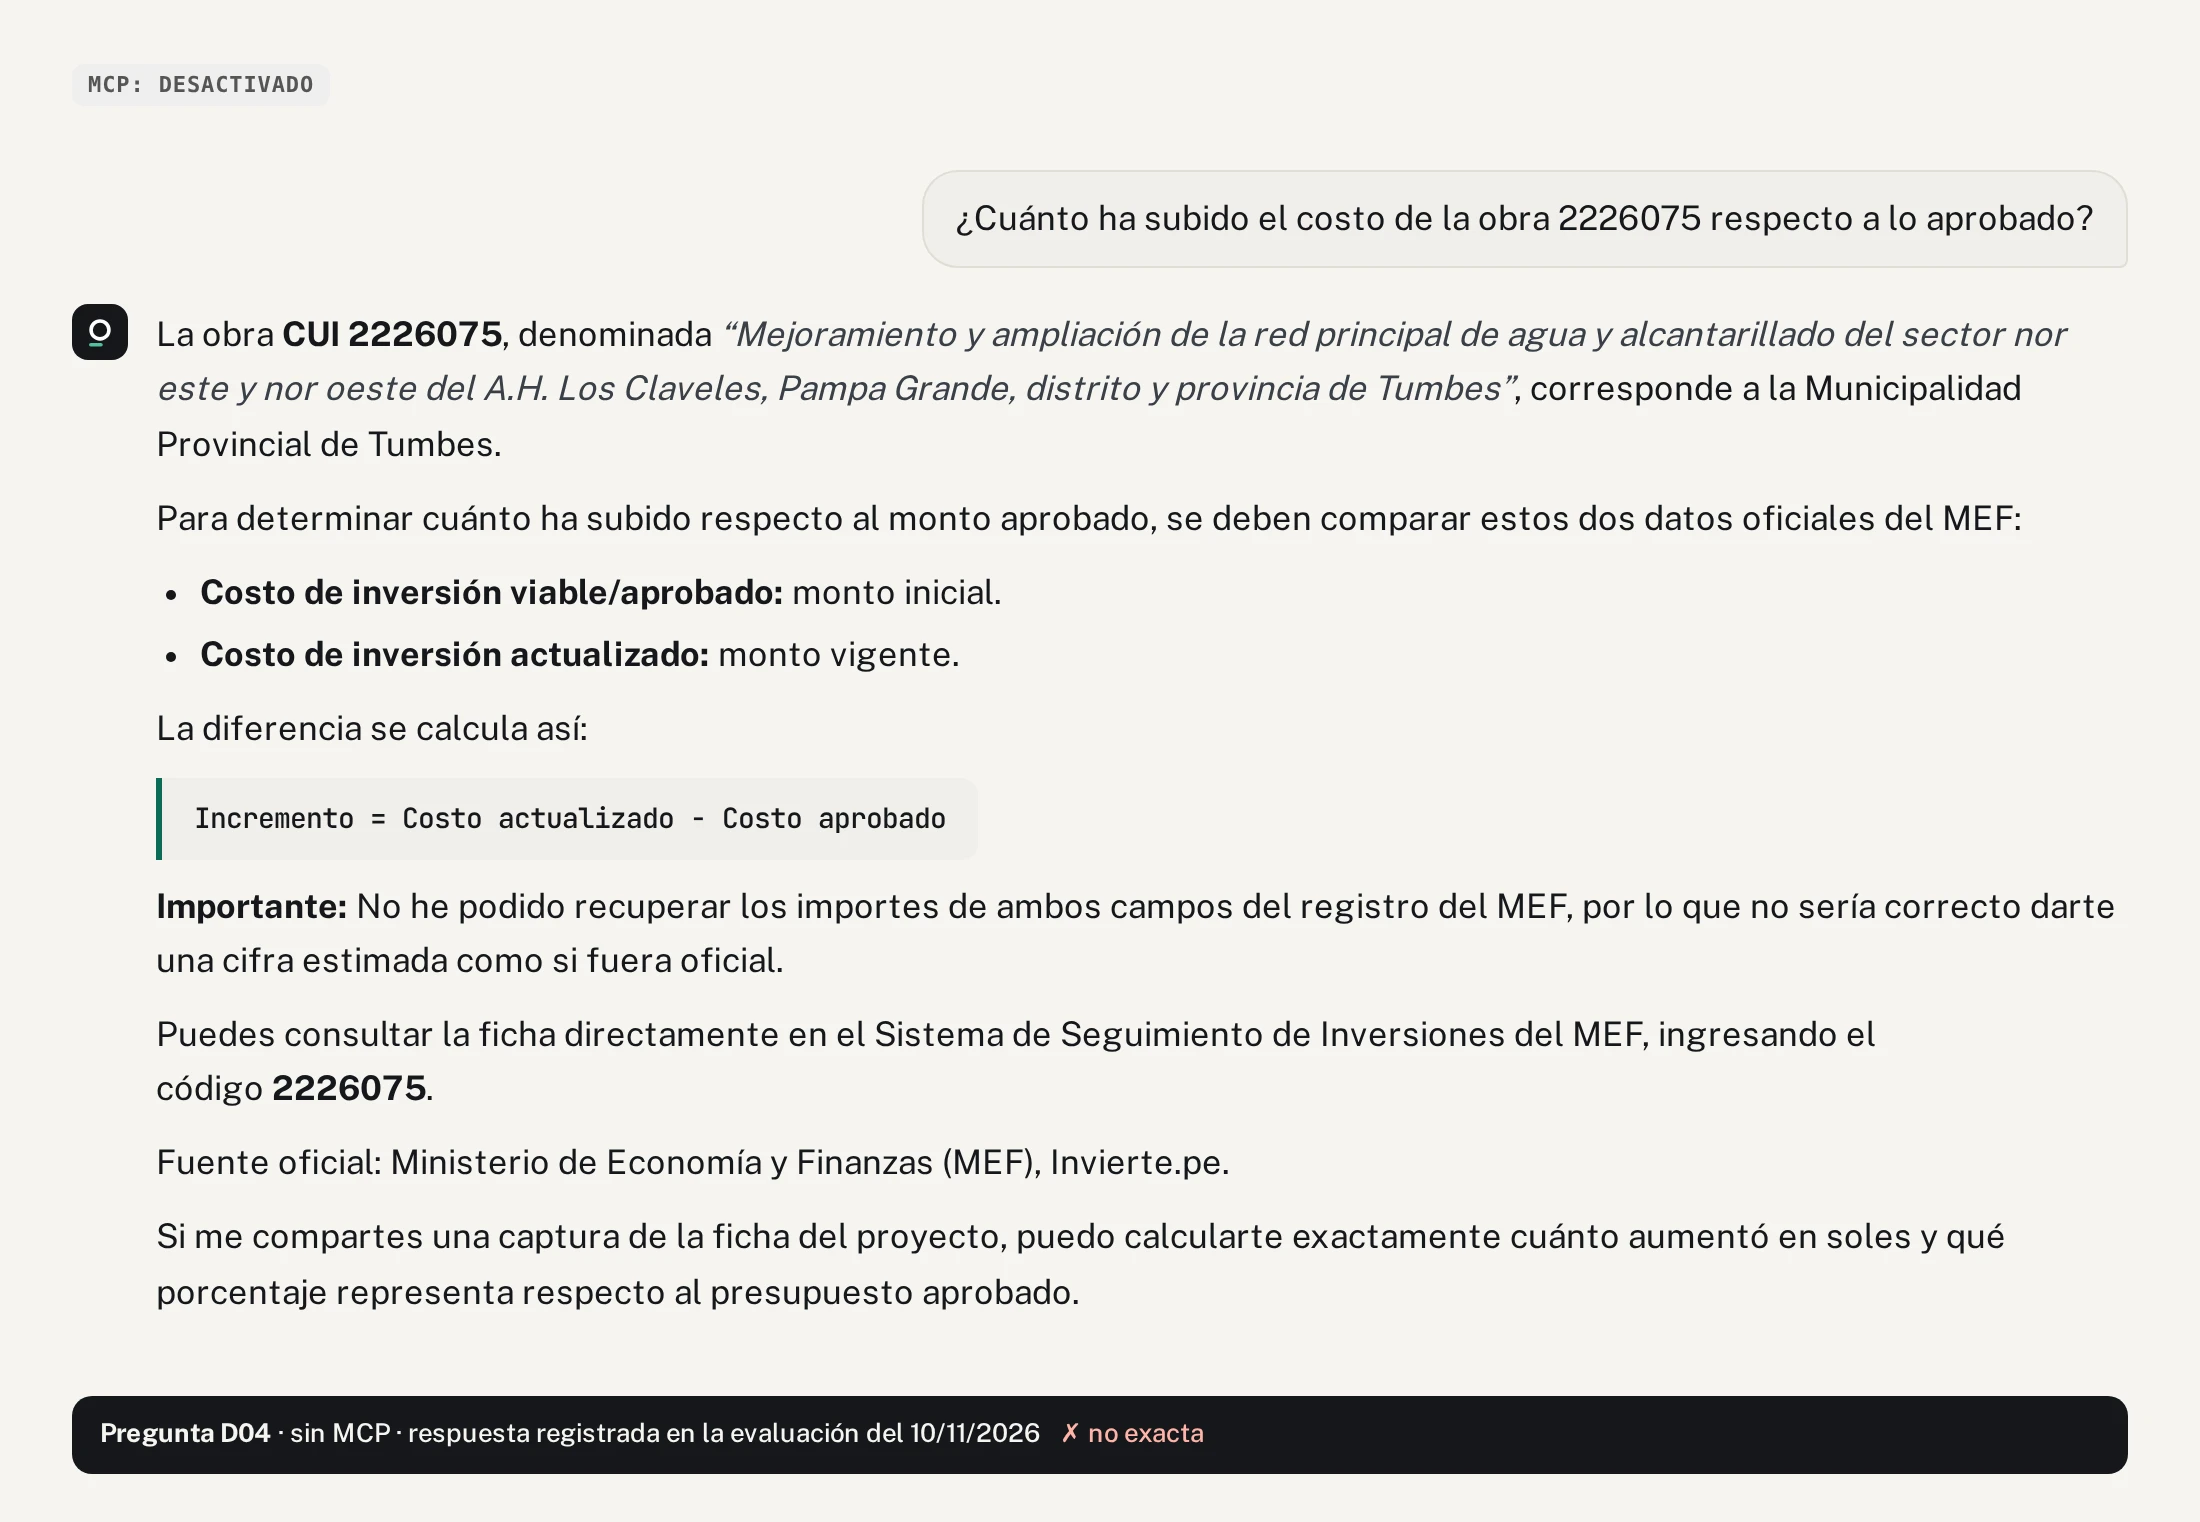 MCP: DESACTIVADO
¿Cuánto ha subido el costo de la obra 2226075 respecto a lo aprobado?
La obra CUI 2226075, denominada “Mejoramiento y ampliación de la red principal de agua y alcantarillado del sector nor
este y nor oeste del A.H. Los Claveles, Pampa Grande, distrito y provincia de Tumbes”, corresponde a la Municipalidad
Provincial de Tumbes.
Para determinar cuánto ha subido respecto al monto aprobado, se deben comparar estos dos datos oficiales del MEF:
• Costo de inversión viable/aprobado: monto inicial.
• Costo de inversión actualizado: monto vigente.
La diferencia se calcula así:
Incremento = Costo actualizado - Costo aprobado
Importante: No he podido recuperar los importes de ambos campos del registro del MEF, por lo que no sería correcto darte
una cifra estimada como si fuera oficial.
Puedes consultar la ficha directamente en el Sistema de Seguimiento de Inversiones del MEF, ingresando el
código 2226075.
Fuente oficial: Ministerio de Economía y Finanzas (MEF), Invierte.pe.
Si me compartes una captura de la ficha del proyecto, puedo calcularte exactamente cuánto aumentó en soles y qué
porcentaje representa respecto al presupuesto aprobado.
Pregunta D04 · sin MCP · respuesta registrada en la evaluación del 10/11/2026 ✗ no exacta